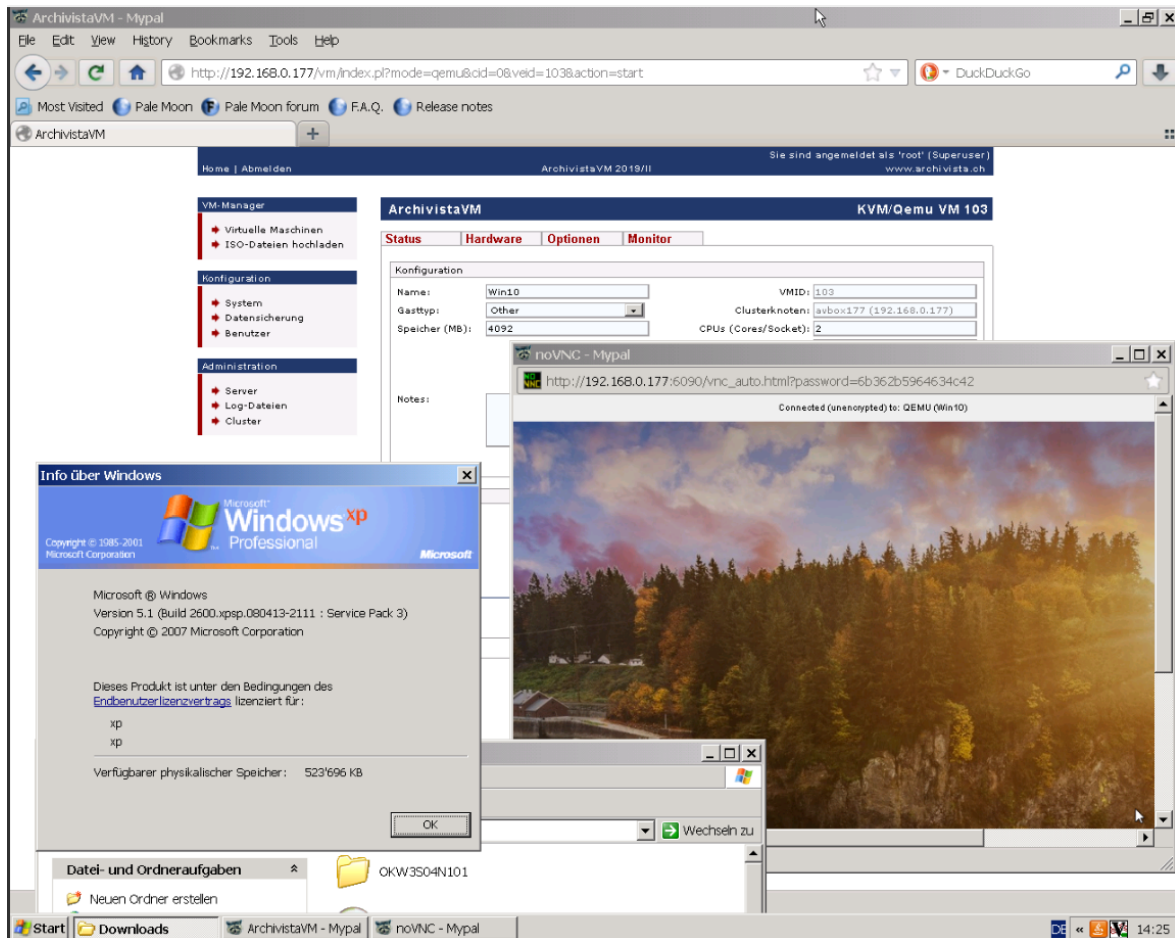 ArchivistaVM - Mypal
File Edit View History Bookmarks Tools Help
http://192.168.0.177/vm/index.pl?mode=qemu&cid=0&veid=103&action=start
DuckDuckGo
Most Visited Pale Moon Pale Moon forum F.A.Q. Release notes
ArchivistaVM
Sie sind angemeldet als 'root' (Superuser)
Home | Abmelden ArchivistaVM 2019/II www.archivista.ch
VM-Manager
Virtuelle Maschinen
ISO-Dateien hochladen
Konfiguration
System
Datensicherung
Benutzer
Administration
Server
Log-Dateien
Cluster
ArchivistaVM KVM/Qemu VM 103
Status Hardware Optionen Monitor
Konfiguration
Name: Win10 VMID: 103
Gasttyp: Other Clusterknoten: avbox177 (192.168.0.177)
Speicher (MB): 4092 CPUs (Cores/Socket): 2
Notes:
noVNC - Mypal
NO VNC
http://192.168.0.177:6090/vnc_auto.html?password=6b362b5964634c42
Connected (unencrypted) to: QEMU (Win10)
Info über Windows
Microsoft®
Windows xp
Professional
Copyright © 1985-2001
Microsoft Corporation
Microsoft
Microsoft ® Windows
Version 5.1 (Build 2600.xpsp.080413-2111 : Service Pack 3)
Copyright © 2007 Microsoft Corporation
Dieses Produkt ist unter den Bedingungen des
Endbenutzerlizenzvertrags lizenziert für:
xp
xp
Verfügbarer physikalischer Speicher: 523'696 KB
OK
Wechseln zu
Datei- und Ordneraufgaben
Neuen Ordner erstellen
OKW3S04N101
Start Downloads ArchivistaVM - Mypal noVNC - Mypal DE « 14:25